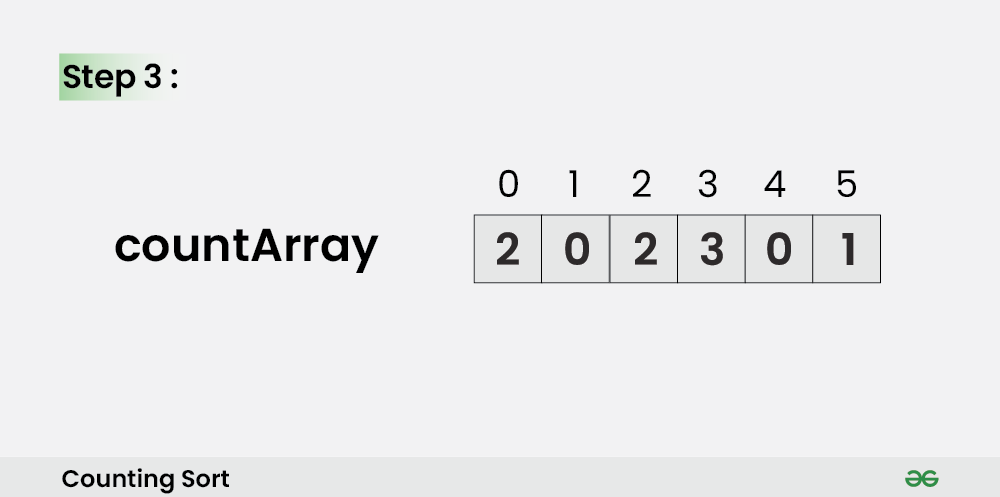 Step 3 :
0 1 2 3 4 5
countArray 2 0 2 3 0 1
Counting Sort